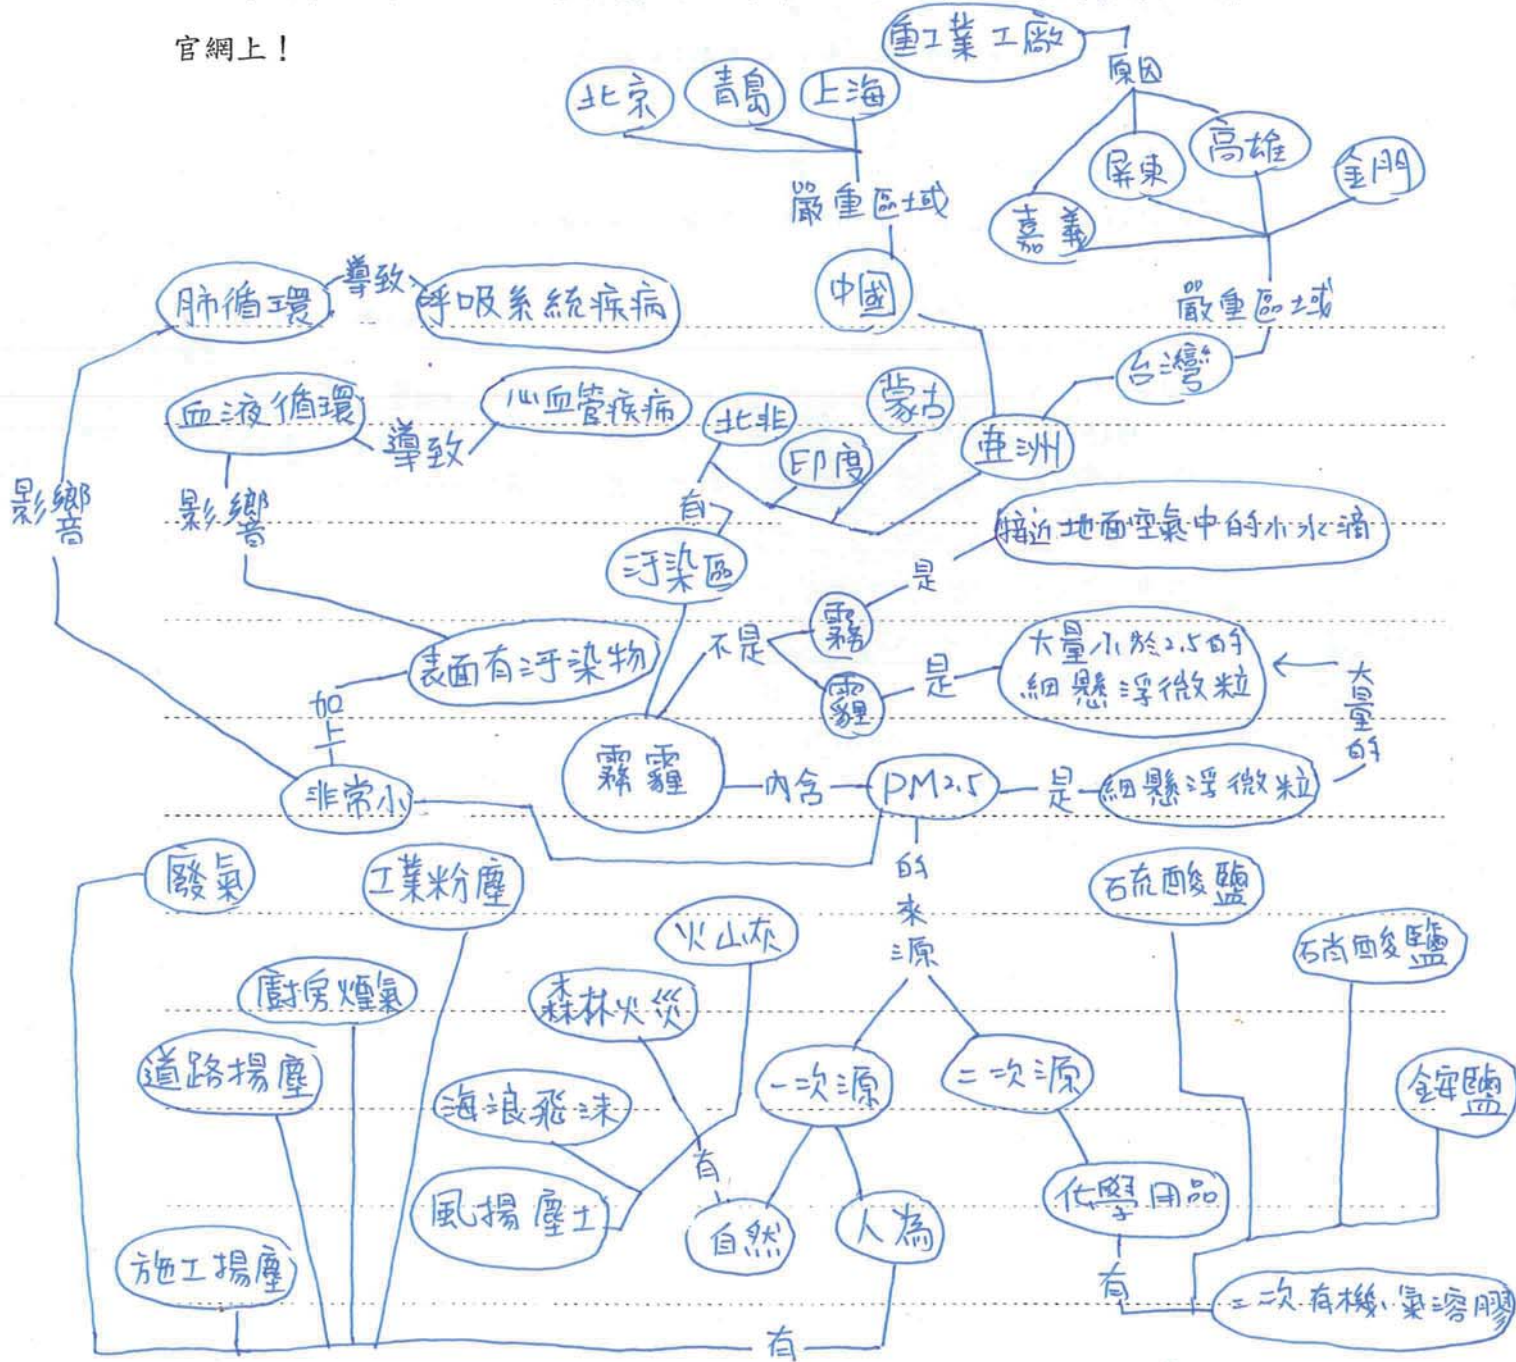 官網上！
重工業工廠
原因
北京
青島
上海
屏東
高雄
金門
嘉義
嚴重區域
中國
嚴重區域
台灣
肺循環
導致
呼吸系統疾病
血液循環
導致
心血管疾病
北非
印度
蒙古
亞洲
影響
影響
有
汙染區
接近地面空氣中的小水滴
是
霧
不是
霾
是
大量小於2.5的
細懸浮微粒
大量的
表面有汙染物
加上
非常小
霧霾
內含
PM2.5
是
細懸浮微粒
的來源
廢氣
工業粉塵
火山灰
硫酸鹽
硝酸鹽
銨鹽
廚房煙氣
森林火災
道路揚塵
海浪飛沫
一次源
二次源
風揚塵土
有
自然
人為
化學用品
施工揚塵
有
二次有機氣溶膠
有